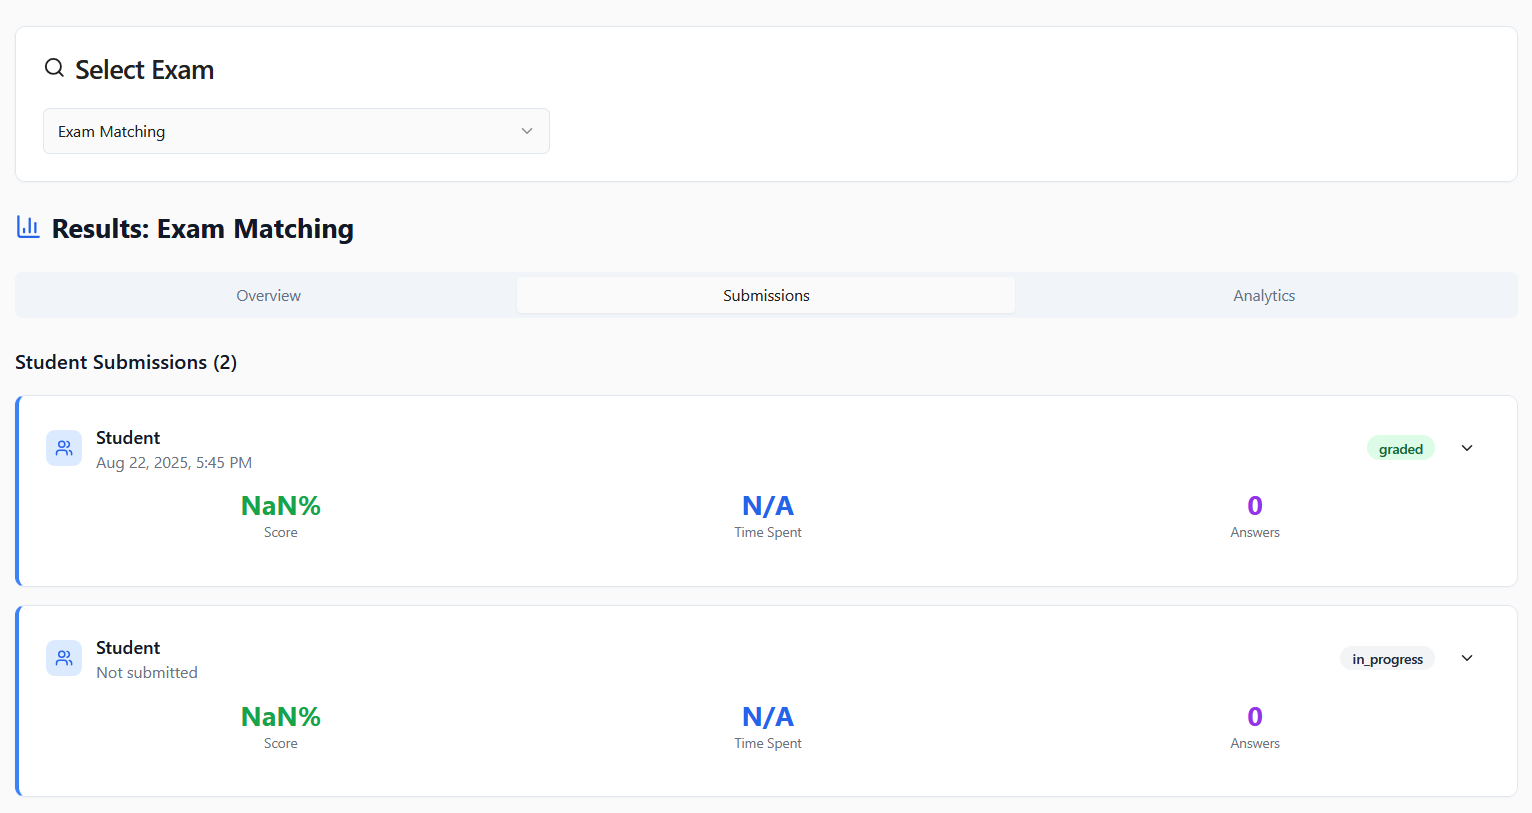 Select Exam
Exam Matching
Results: Exam Matching
Overview
Submissions
Analytics
Student Submissions (2)
Student
Aug 22, 2025, 5:45 PM
graded
NaN%
Score
N/A
Time Spent
0
Answers
Student
Not submitted
in_progress
NaN%
Score
N/A
Time Spent
0
Answers